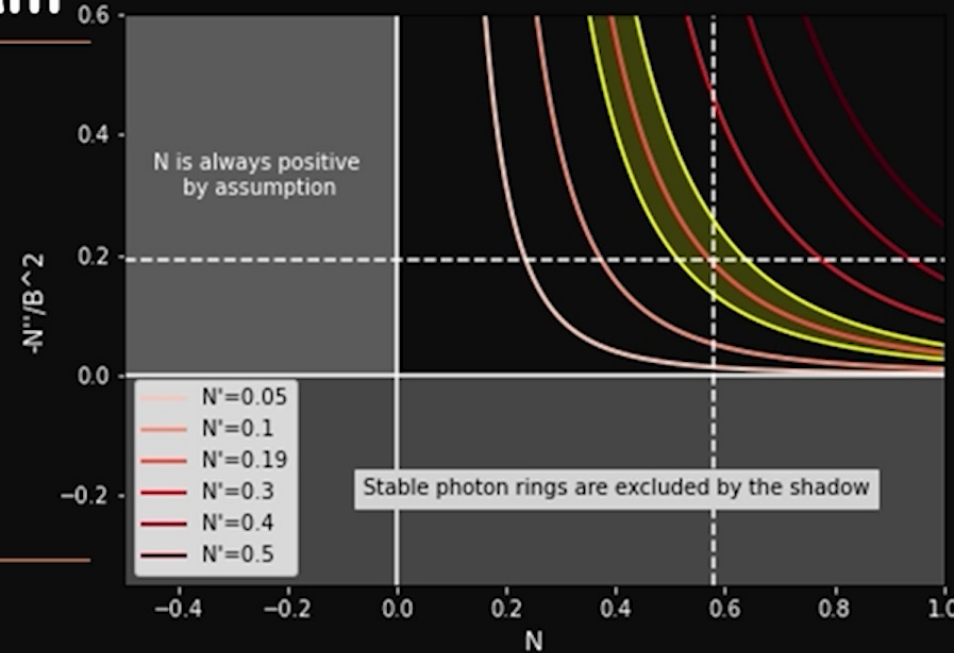 0.6
0.4
0.2
0.0
−0.2
-N''/B^2
N is always positive
by assumption
N'=0.05
N'=0.1
N'=0.19
N'=0.3
N'=0.4
N'=0.5
Stable photon rings are excluded by the shadow
−0.4
−0.2
0.0
0.2
0.4
0.6
0.8
N